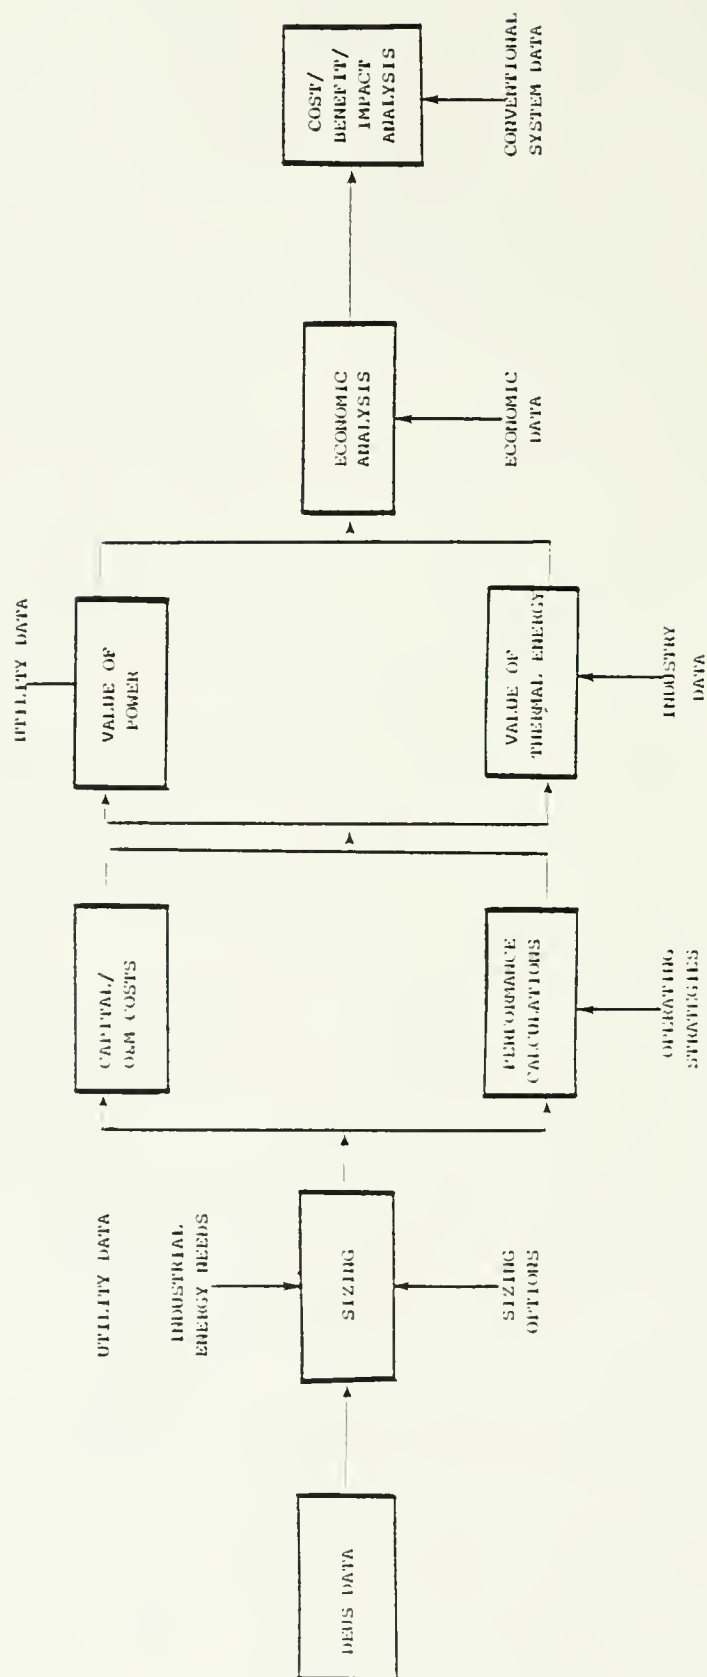 DEUS DATA
UTILITY DATA
INDUSTRIAL
ENERGY NEEDS
SIZING
SIZING
OPTIONS
CAPITAL/
O&M COSTS
PERFORMANCE
CALCULATIONS
OPERATING
STRATEGIES
UTILITY DATA
VALUE OF
POWER
VALUE OF
THERMAL ENERGY
INDUSTRY
DATA
ECONOMIC
ANALYSIS
ECONOMIC
DATA
COST/
BENEFIT/
IMPACT
ANALYSIS
CONVENTIONAL
SYSTEM DATA